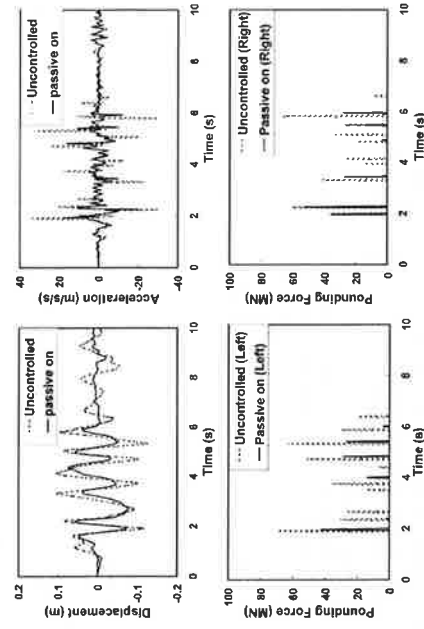 0.2
0.1
0
-0.1
-0.2
Displacement (m)
Uncontrolled
passive on
0 2 4 6 8 10
Time (s)
40
20
0
-20
-40
Acceleration (m/s/s)
Uncontrolled
passive on
0 2 4 6 8 10
Time (s)
100
80
60
40
20
0
Pounding Force (MN)
Uncontrolled (Left)
Passive on (Left)
0 2 4 6 8 10
Time (s)
100
80
60
40
20
0
Pounding Force (MN)
Uncontrolled (Right)
Passive on (Right)
0 2 4 6 8 10
Time (s)